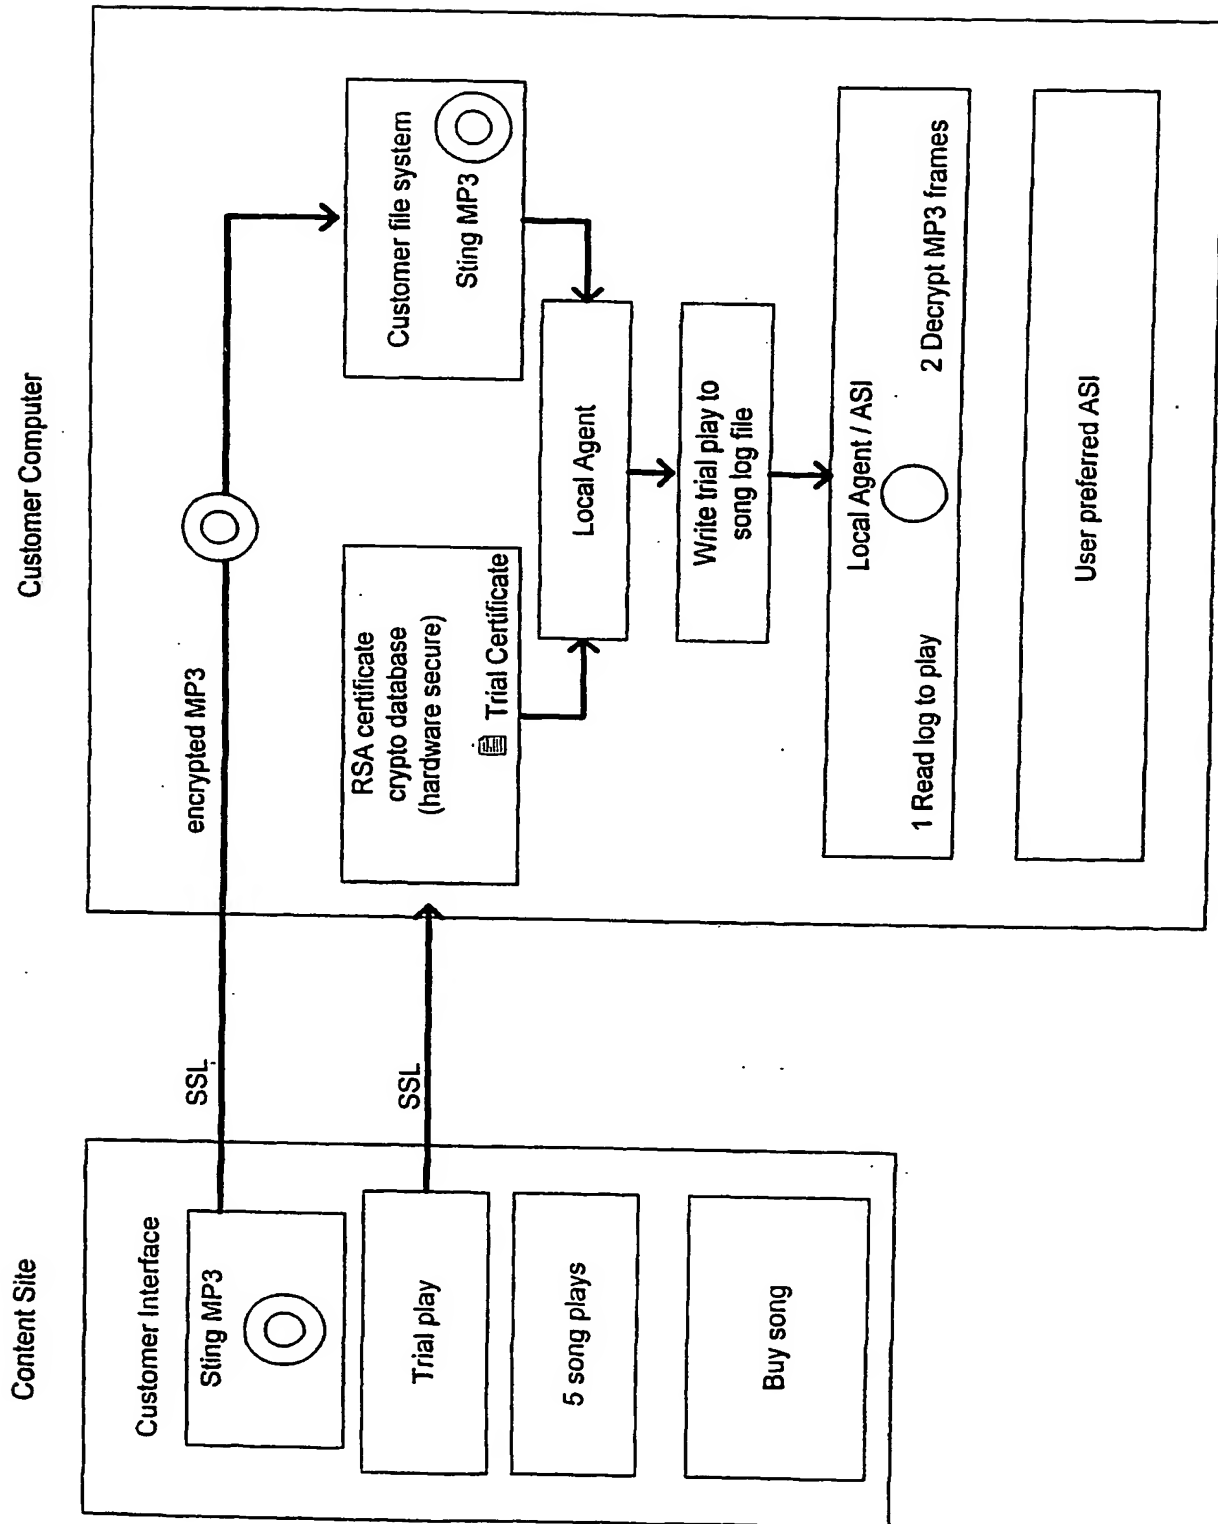 Content Site
Customer Interface
Sting MP3
Trial play
5 song plays
Buy song
SSL
SSL
encrypted MP3
Customer Computer
Customer file system
Sting MP3
RSA certificate
crypto database
(hardware secure)
Trial Certificate
Local Agent
Write trial play to
song log file
Local Agent / ASI
1 Read log to play
2 Decrypt MP3 frames
User preferred ASI